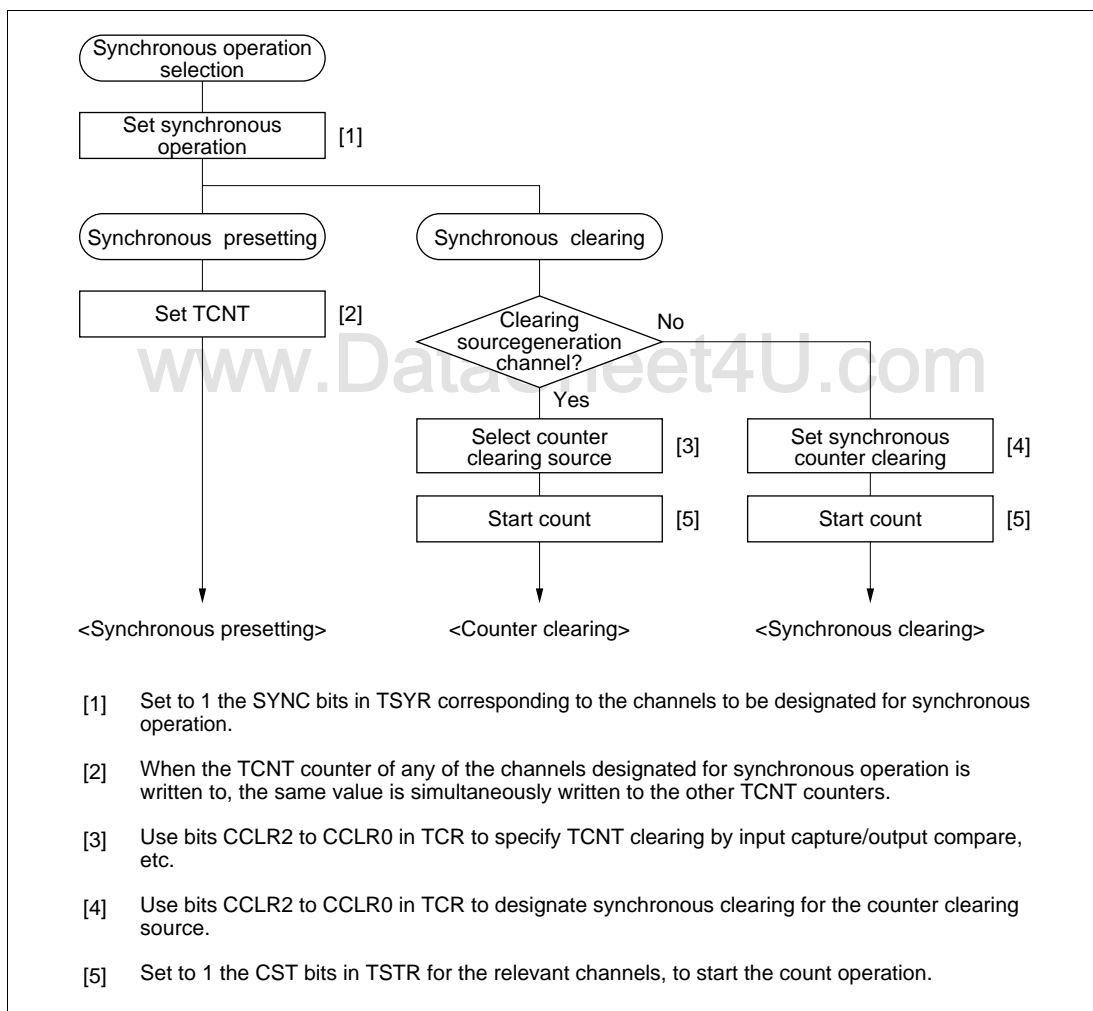 Synchronous operation
selection
Set synchronous
operation
[1]
Synchronous presetting
Synchronous clearing
Set TCNT
[2]
Clearing
sourcegeneration
channel?
No
Yes
www.DataSheet4U.com
Select counter
clearing source
[3]
Set synchronous
counter clearing
[4]
Start count
[5]
Start count
[5]
<Synchronous presetting>
<Counter clearing>
<Synchronous clearing>
[1] Set to 1 the SYNC bits in TSYR corresponding to the channels to be designated for synchronous
operation.
[2] When the TCNT counter of any of the channels designated for synchronous operation is
written to, the same value is simultaneously written to the other TCNT counters.
[3] Use bits CCLR2 to CCLR0 in TCR to specify TCNT clearing by input capture/output compare,
etc.
[4] Use bits CCLR2 to CCLR0 in TCR to designate synchronous clearing for the counter clearing
source.
[5] Set to 1 the CST bits in TSTR for the relevant channels, to start the count operation.